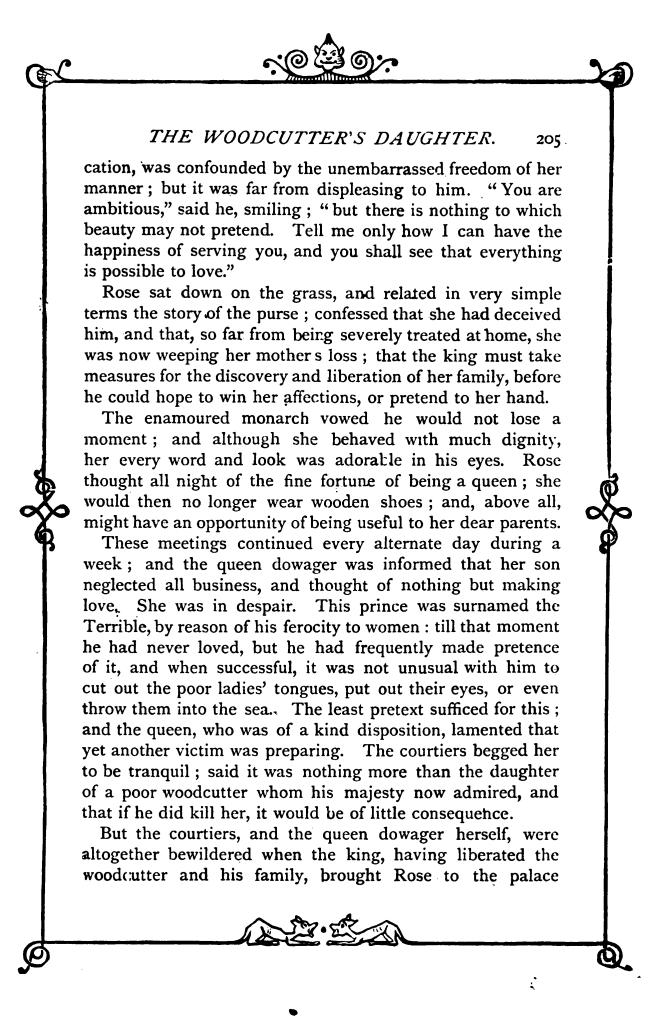 THE WOODCUTTER'S DAUGHTER. 205
cation, was confounded by the unembarrassed freedom of her
manner ; but it was far from displeasing to him. “ You are
ambitious,” said he, smiling ; “ but there is nothing to which
beauty may not pretend. Tell me only how I can have the
happiness of serving you, and you shall see that everything
is possible to love.”
Rose sat down on the grass, and related in very simple
terms the story of the purse ; confessed that she had deceived
him, and that, so far from being severely treated at home, she
was now weeping her mother s loss ; that the king must take
measures for the discovery and liberation of her family, before
he could hope to win her affections, or pretend to her hand.
The enamoured monarch vowed he would not lose a
moment ; and although she behaved with much dignity,
her every word and look was adorable in his eyes. Rose
thought all night of the fine fortune of being a queen ; she
would then no longer wear wooden shoes ; and, above all,
might have an opportunity of being useful to her dear parents.
These meetings continued every alternate day during a
week ; and the queen dowager was informed that her son
neglected all business, and thought of nothing but making
love. She was in despair. This prince was surnamed the
Terrible, by reason of his ferocity to women : till that moment
he had never loved, but he had frequently made pretence
of it, and when successful, it was not unusual with him to
cut out the poor ladies’ tongues, put out their eyes, or even
throw them into the sea. The least pretext sufficed for this ;
and the queen, who was of a kind disposition, lamented that
yet another victim was preparing. The courtiers begged her
to be tranquil ; said it was nothing more than the daughter
of a poor woodcutter whom his majesty now admired, and
that if he did kill her, it would be of little consequence.
But the courtiers, and the queen dowager herself, were
altogether bewildered when the king, having liberated the
woodcutter and his family, brought Rose to the palace